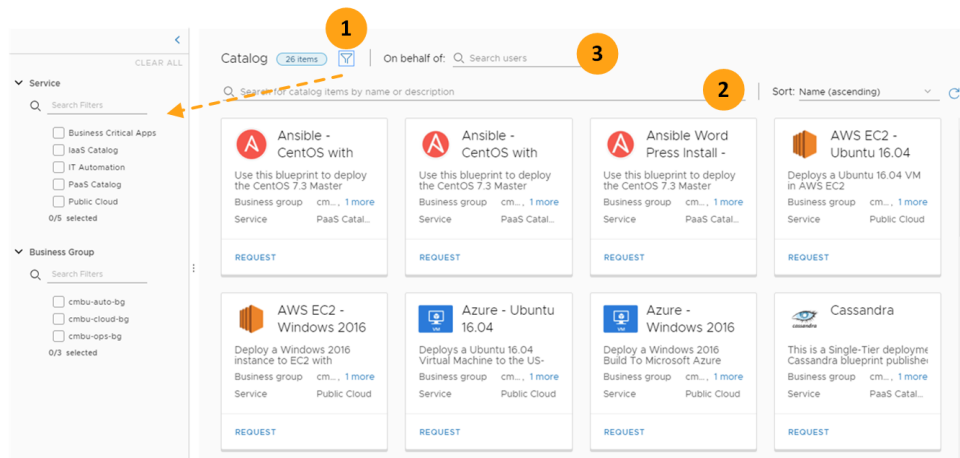 1
CLEAR ALL
Service
Search Filters
Business Critical Apps
IaaS Catalog
IT Automation
PaaS Catalog
Public Cloud
0/5 selected
Business Group
Search Filters
cmbu-auto-bg
cmbu-cloud-bg
cmbu-ops-bg
0/3 selected
Catalog 26 items On behalf of: Search users 3
Search for catalog items by name or description 2 Sort: Name (ascending)
Ansible -
CentOS with
Use this blueprint to deploy
the CentOS 7.3 Master
Business group cm..., 1 more
Service PaaS Catal...
REQUEST
Ansible -
CentOS with
Use this blueprint to deploy
the CentOS 7.3 Master
Business group cm..., 1 more
Service PaaS Catal...
REQUEST
Ansible Word
Press Install -
Use this blueprint to deploy
the CentOS 7.3 Master
Business group cm..., 1 more
Service PaaS Catal...
REQUEST
AWS EC2 -
Ubuntu 16.04
Deploys a Ubuntu 16.04 VM
in AWS EC2
Business group cm..., 1 more
Service Public Cloud
REQUEST
AWS EC2 -
Windows 2016
Deploy a Windows 2016
instance to EC2 with
Business group cm..., 1 more
Service Public Cloud
REQUEST
VM
Azure - Ubuntu
16.04
Deploys a Ubuntu 16.04
Virtual Machine to the US-
Business group cm..., 1 more
Service Public Cloud
REQUEST
VM
Azure -
Windows 2016
Deploy a Windows 2016
Build To Microsoft Azure
Business group cm..., 1 more
Service Public Cloud
REQUEST
cassandra
Cassandra
This is a Single-Tier deployme
Cassandra blueprint publishe
Business group cm..., 1 more
Service PaaS Catal...
REQUEST